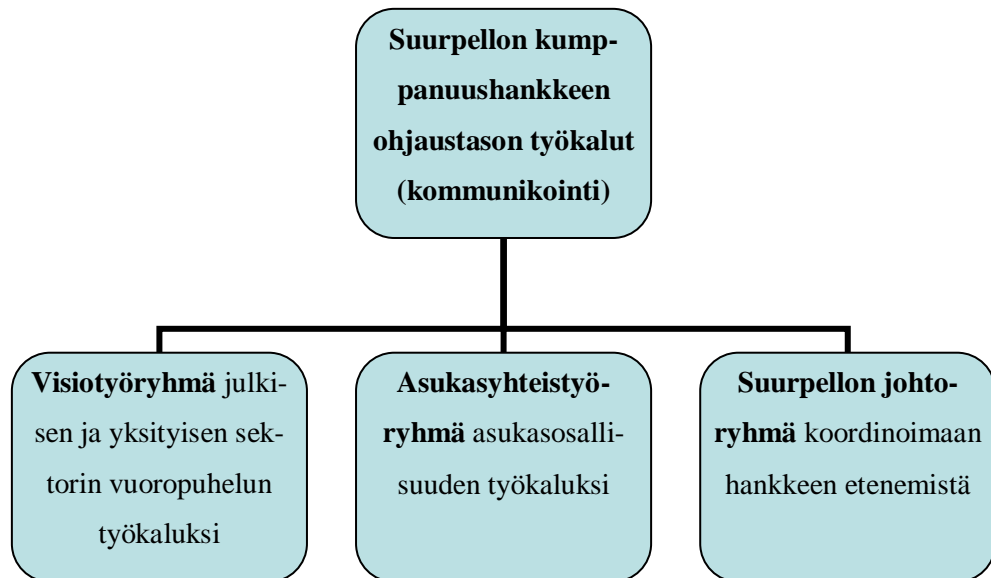 Suurpellon kump-
panuushankkeen
ohjaustason työkalut
(kommunikointi)
Visiotyöryhmä julki-
sen ja yksityisen sek-
torin vuoropuhelun
työkaluksi
Asukasyhteistyö-
ryhmä asukasosalli-
suuden työkaluksi
Suurpellon johto-
ryhmä koordinoimaan
hankkeen etenemistä